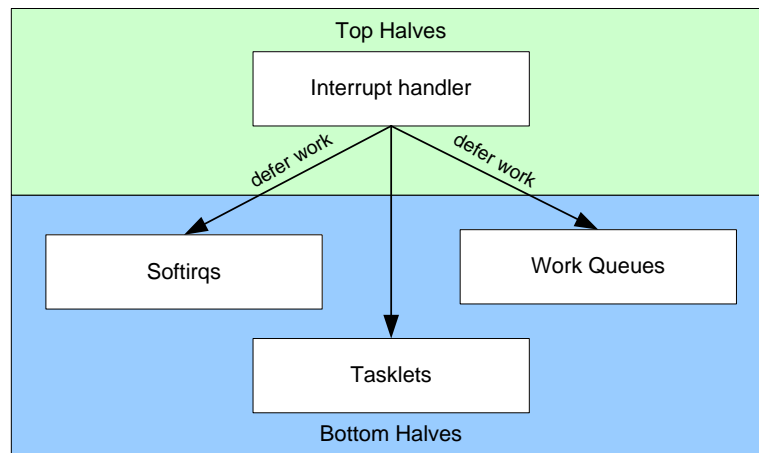 Top Halves
Interrupt handler
defer work
defer work
Softirqs
Work Queues
Tasklets
Bottom Halves